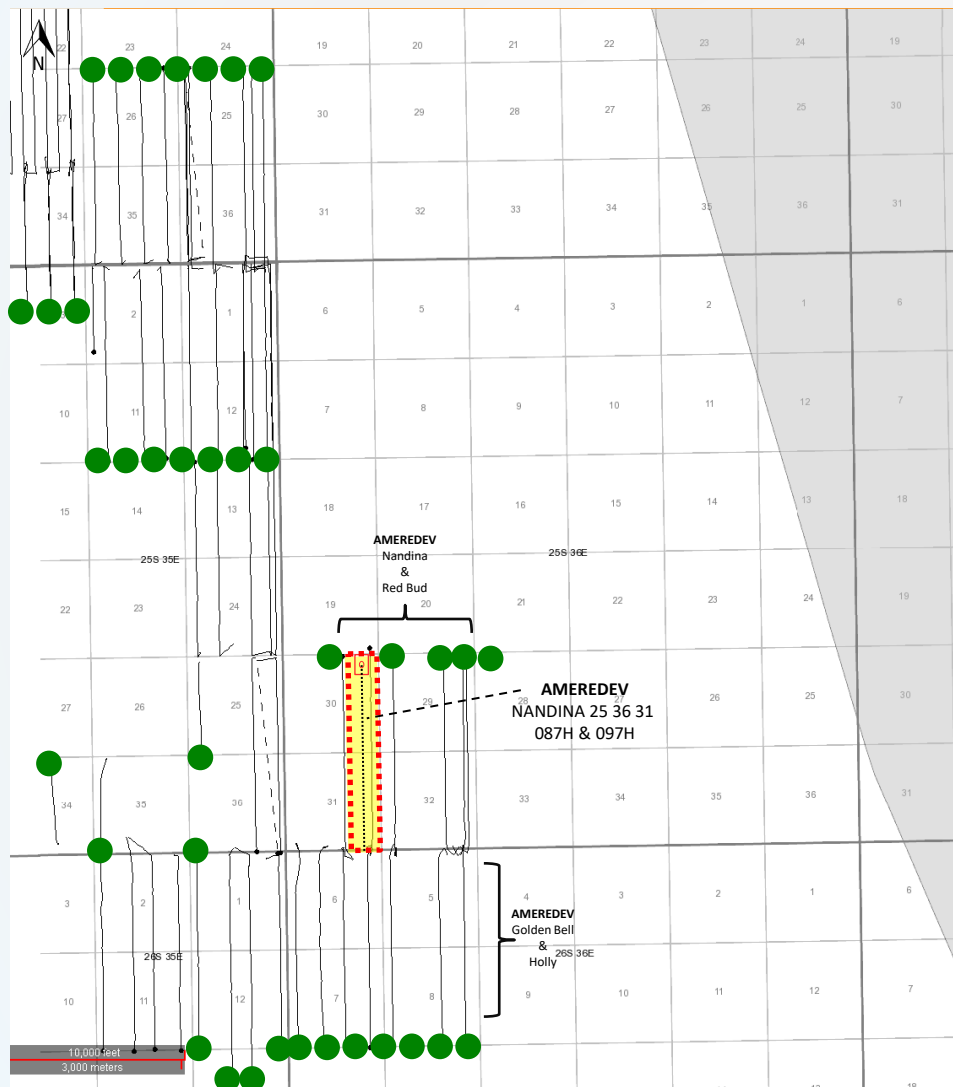 N
22 23 24 19 20 21 22 23 24 19
27 26 25 30 29 28 27 26 25 30
34 35 36 31 32 33 34 35 36 31
2 1 6 5 4 3 2 1 6
10 11 12 7 8 9 10 11 12 7
15 14 13 18 17 16 15 14 13 18
AMEREDEV
Nandina
&
Red Bud
25S 35E 25S 36E
22 23 24 19 20 21 22 23 24 19
27 26 25 30 29 28 27 26 25 30
AMEREDEV
NANDINA 25 36 31
087H & 097H
34 35 36 31 32 33 34 35 36 31
3 2 1 6 5 4 3 2 1 6
AMEREDEV
Golden Bell
&
Holly
26S 35E 26S 36E
10 11 12 7 8 9 10 11 12 7
10,000 feet
3,000 meters
18